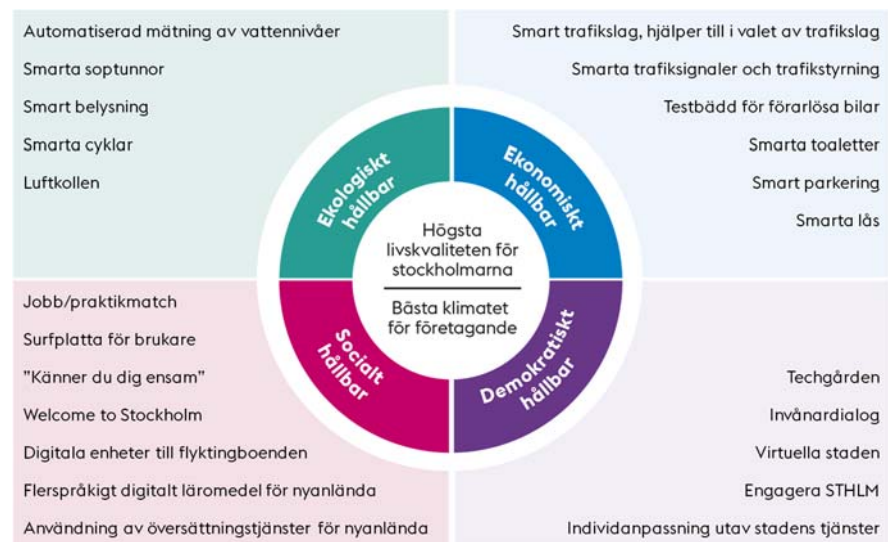 Automatiserad mätning av vattennivåer
Smarta soptunnor
Smart belysning
Smarta cyklar
Luftkollen
Smart trafikslag, hjälper till i valet av trafikslag
Smarta trafiksignaler och trafikstyrning
Testbädd för förarlösa bilar
Smarta toaletter
Smart parkering
Smarta lås
Ekologiskt
hållbar
Ekonomiskt
hållbar
Högsta
livskvaliteten för
stockholmarna
Bästa klimatet
för företagande
Socialt
hållbar
Demokratiskt
hållbar
Jobb/praktikmatch
Surfplatta för brukare
”Känner du dig ensam”
Welcome to Stockholm
Digitala enheter till flyktingboenden
Flerspråkigt digitalt läromedel för nyanlända
Användning av översättningstjänster för nyanlända
Techgården
Invånardialog
Virtuella staden
Engagera STHLM
Individanpassning utav stadens tjänster